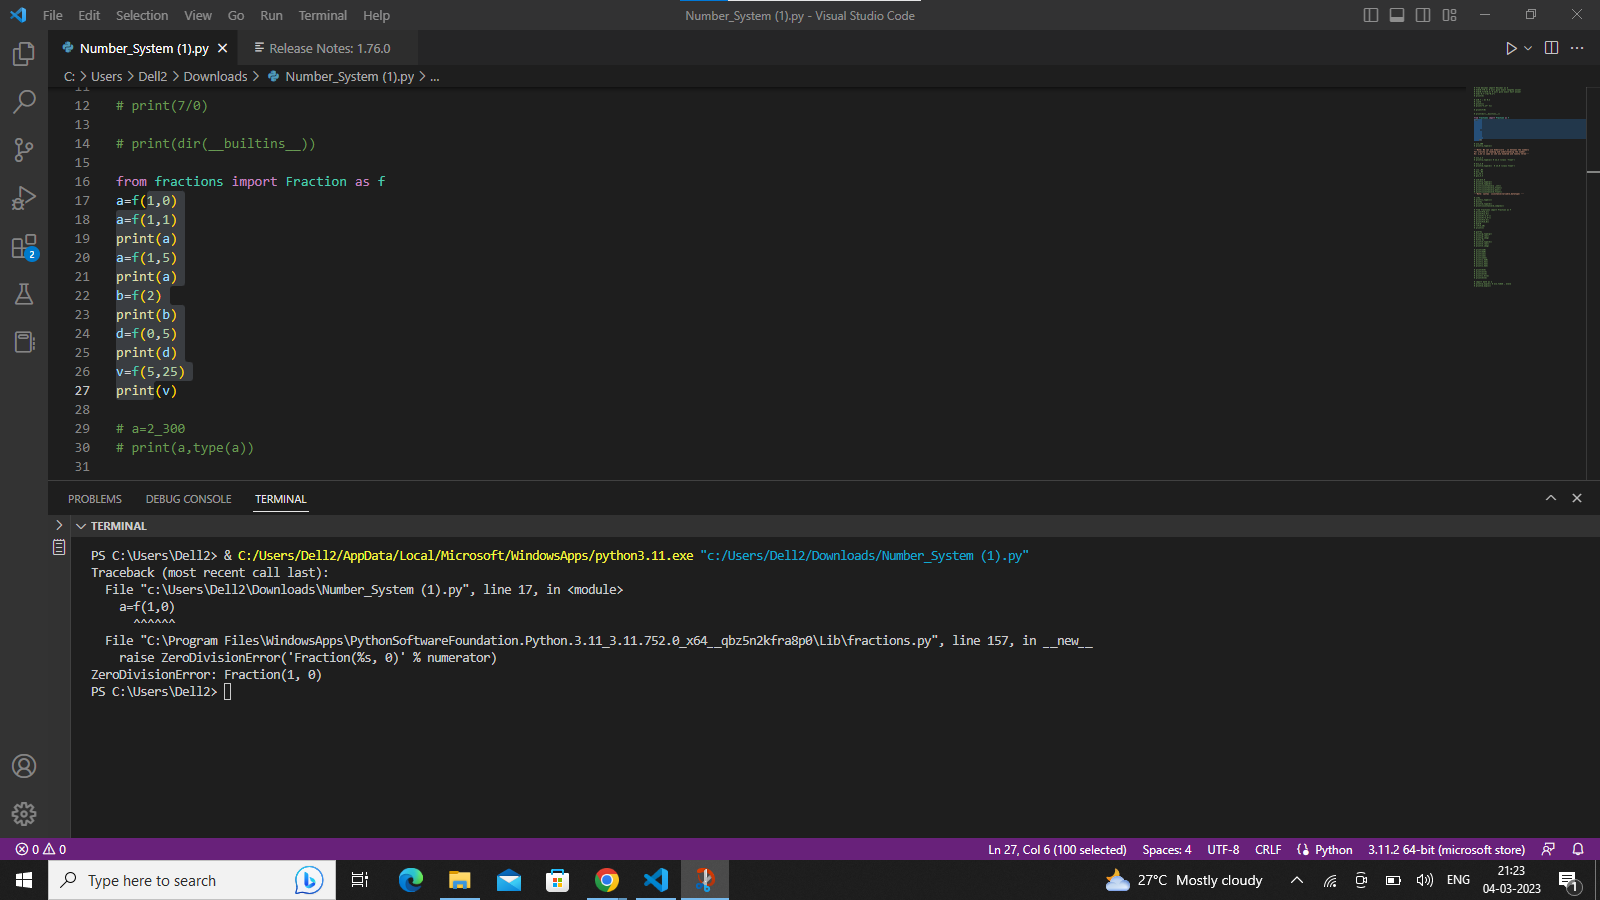 File Edit Selection View Go Run Terminal Help
Number_System (1).py - Visual Studio Code
Number_System (1).py
Release Notes: 1.76.0
C: > Users > Dell2 > Downloads > Number_System (1).py > ...
11
12 # print(7/0)
13
14 # print(dir(__builtins__))
15
16 from fractions import Fraction as f
17 a=f(1,0)
18 a=f(1,1)
19 print(a)
20 a=f(1,5)
21 print(a)
22 b=f(2)
23 print(b)
24 d=f(0,5)
25 print(d)
26 v=f(5,25)
27 print(v)
28
29 # a=2_300
30 # print(a,type(a))
31
2
PROBLEMS DEBUG CONSOLE TERMINAL
TERMINAL
PS C:\Users\Dell2> & C:/Users/Dell2/AppData/Local/Microsoft/WindowsApps/python3.11.exe "c:/Users/Dell2/Downloads/Number_System (1).py"
Traceback (most recent call last):
File "c:\Users\Dell2\Downloads\Number_System (1).py", line 17, in <module>
a=f(1,0)
^^^^^^
File "C:\Program Files\WindowsApps\PythonSoftwareFoundation.Python.3.11_3.11.752.0_x64__qbz5n2kfra8p0\Lib\fractions.py", line 157, in __new__
raise ZeroDivisionError('Fraction(%s, 0)' % numerator)
ZeroDivisionError: Fraction(1, 0)
PS C:\Users\Dell2>
0 0
Ln 27, Col 6 (100 selected) Spaces: 4 UTF-8 CRLF Python 3.11.2 64-bit (microsoft store)
Type here to search
27°C Mostly cloudy
ENG
21:23
04-03-2023
1